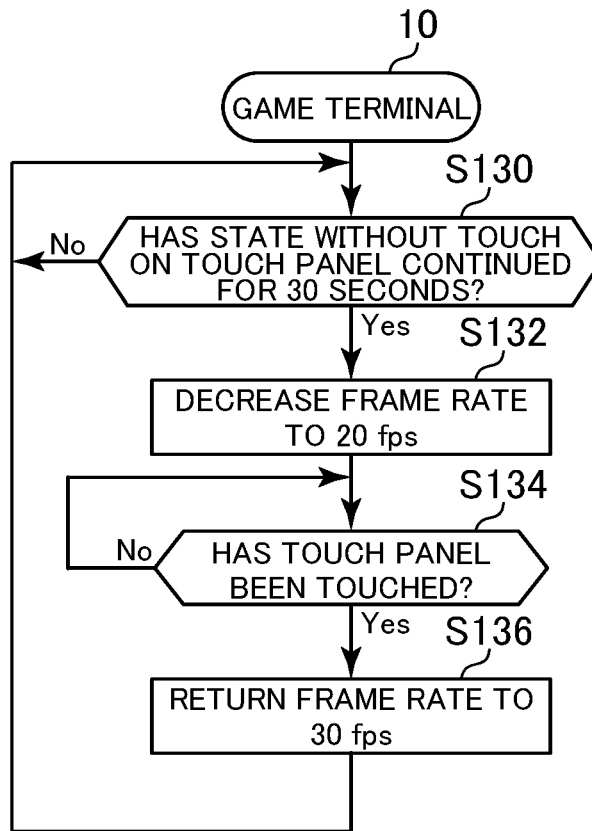 10
GAME TERMINAL
S130
HAS STATE WITHOUT TOUCH
ON TOUCH PANEL CONTINUED
FOR 30 SECONDS?
No
Yes
S132
DECREASE FRAME RATE
TO 20 fps
S134
No
HAS TOUCH PANEL
BEEN TOUCHED?
Yes
S136
RETURN FRAME RATE TO
30 fps